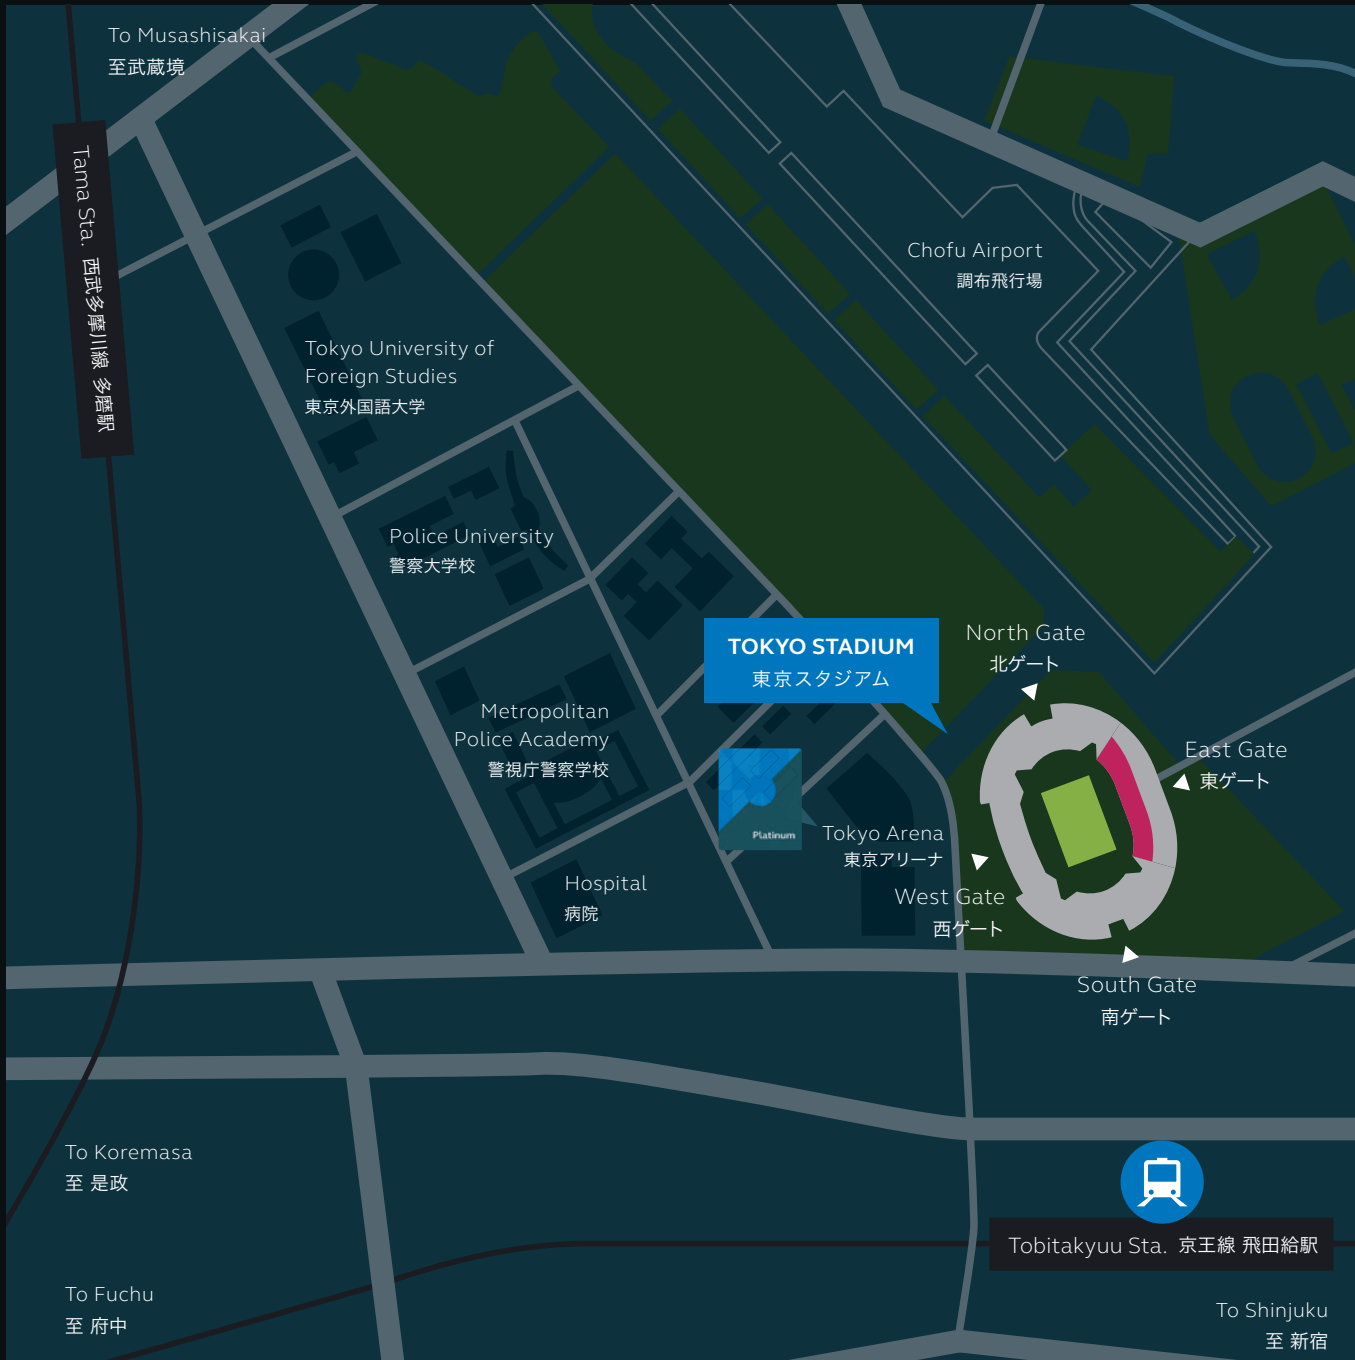 To Musashisakai
至武蔵境
Tama Sta. 西武多摩川線 多磨駅
Chofu Airport
調布飛行場
Tokyo University of
Foreign Studies
東京外国語大学
Police University
警察大学校
TOKYO STADIUM
東京スタジアム
North Gate
北ゲート
Metropolitan
Police Academy
警視庁警察学校
East Gate
東ゲート
Platinum
Tokyo Arena
東京アリーナ
Hospital
病院
West Gate
西ゲート
South Gate
南ゲート
To Koremasa
至 是政
Tobitakyuu Sta. 京王線 飛田給駅
To Fuchu
至 府中
To Shinjuku
至 新宿